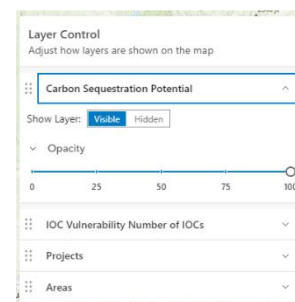 Layer Control
Adjust how layers are shown on the map
Carbon Sequestration Potential
Show Layer: Visible Hidden
Opacity
0 25 50 75 100
IOC Vulnerability Number of IOCs
Projects
Areas